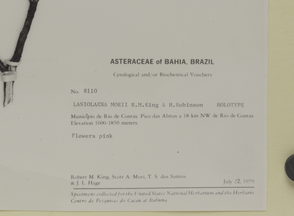 ASTERACEAE of BAHIA, BRAZIL
Cytological and/or Biochemical Vouchers
No. 8110
LASIOLAENA MORII R.M.King & H.Robinson HOLOTYPE
Município de Rio de Contas. Pico das Almas a 18 km NW de Rio de Contas
Elevation 1600-1850 meters
Flowers pink
Robert M. King, Scott A. Mori, T. S. dos Santos
& J. L. Hage
July 1979
Specimens collected for the United States National Herbarium and the Herbario
Centro de Pesquisas do Cacau at Itabuna